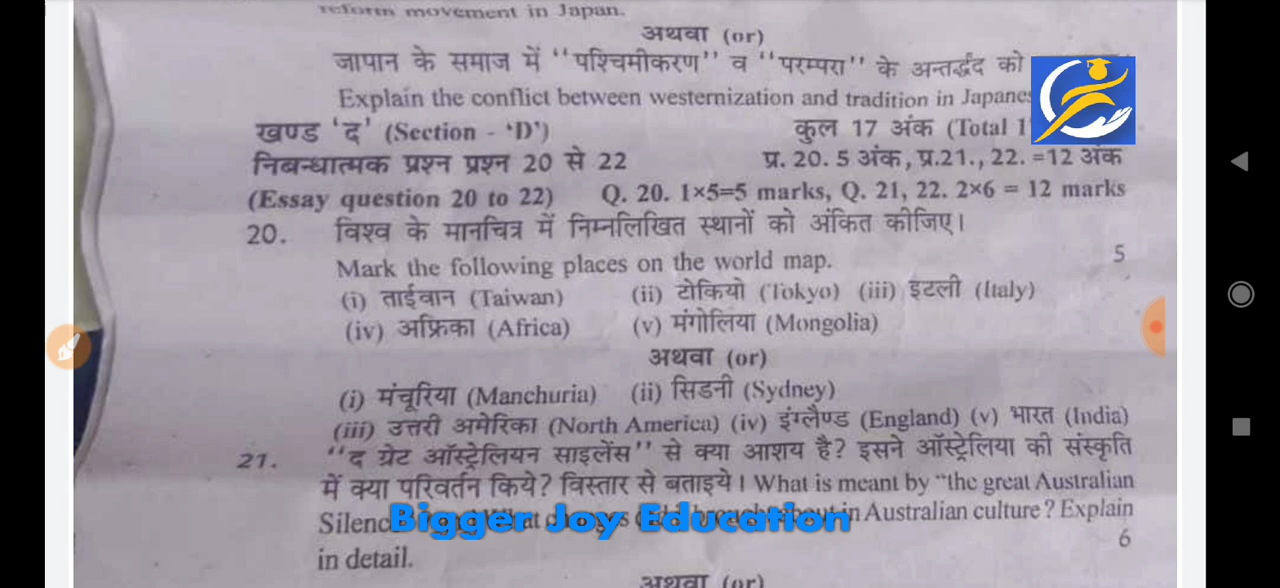 reform movement in Japan.
अथवा (or)
जापान के समाज में "पश्चिमीकरण" व "परम्परा" के अन्तर्द्वंद को
Explain the conflict between westernization and tradition in
खण्ड 'द' (Section - 'D') कुल 17 अंक (Total
निबन्धात्मक प्रश्न प्रश्न 20 से 22 प्र. 20. 5 अंक, प्र.21., 22. =12 अंक
(Essay question 20 to 22) Q. 20. 1×5=5 marks, Q. 21, 22. 2×6 = 12 marks
20. विश्व के मानचित्र में निम्नलिखित स्थानों को अंकित कीजिए।
Mark the following places on the world map. 5
(i) ताईवान (Taiwan) (ii) टोकियो (Tokyo) (iii) इटली (Italy)
(iv) अफ्रिका (Africa) (v) मंगोलिया (Mongolia)
अथवा (or)
(i) मंचूरिया (Manchuria) (ii) सिडनी (Sydney)
(iii) उत्तरी अमेरिका (North America) (iv) इंग्लैण्ड (England) (v) भारत (India)
21. "द ग्रेट ऑस्ट्रेलियन साइलेंस" से क्या आशय है? इसने ऑस्ट्रेलिया की संस्कृति
में क्या परिवर्तन किये? विस्तार से बताइये। What is meant by "the great Australian
in Australian culture? Explain
Bigger Joy Education
in detail. 6
अथवा (or)